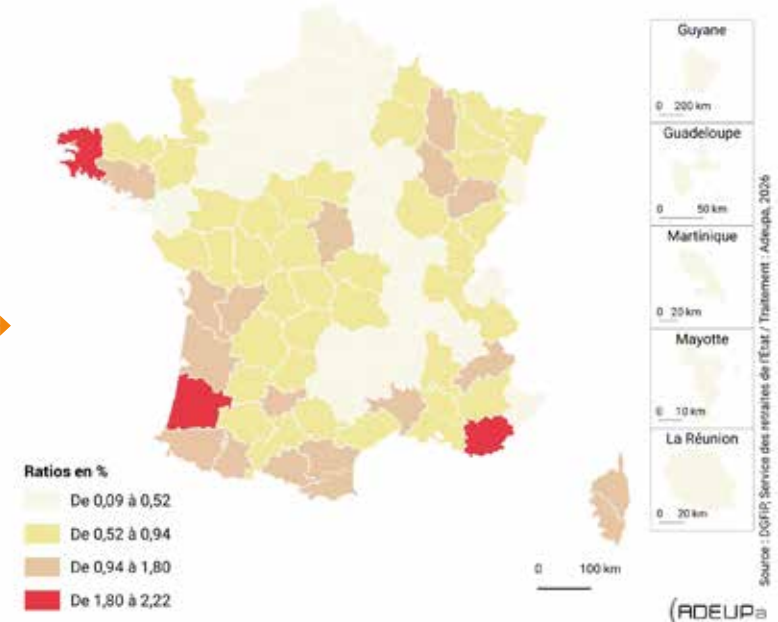 Guyane
0 200 km
Guadeloupe
0 50 km
Martinique
0 20 km
Mayotte
0 10 km
La Réunion
0 20 km
Ratios en %
De 0,09 à 0,52
De 0,52 à 0,94
De 0,94 à 1,80
De 1,80 à 2,22
0 100 km
Source : DGFiP, Service des retraites de l'Etat / Traitement : Adeupa, 2026
(ADEUPa